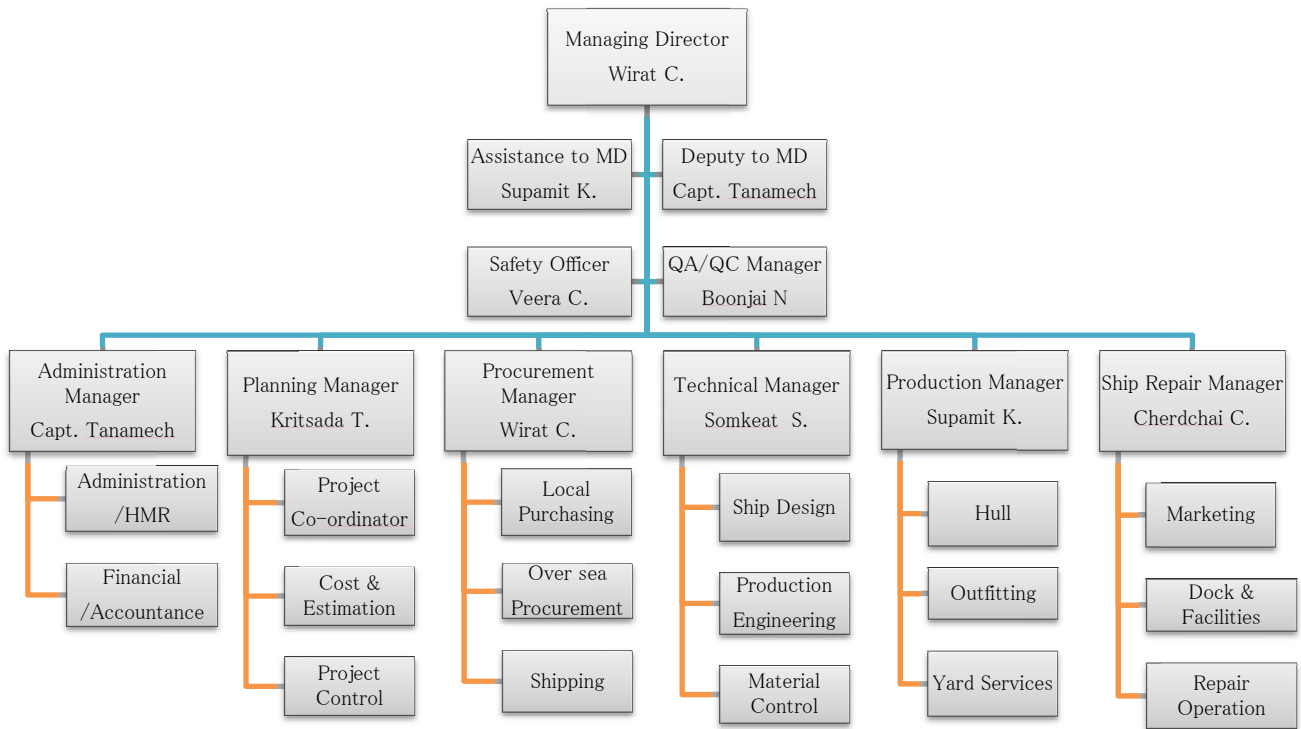 Managing Director
Wirat C.
Assistance to MD
Supamit K.
Deputy to MD
Capt. Tanamech
Safety Officer
Veera C.
QA/QC Manager
Boonjai N
Administration
Manager
Capt. Tanamech
Planning Manager
Kritsada T.
Procurement
Manager
Wirat C.
Technical Manager
Somkeat S.
Production Manager
Supamit K.
Ship Repair Manager
Cherdchai C.
Administration
/HMR
Financial
/Accountance
Project
Co-ordinator
Cost &
Estimation
Project
Control
Local
Purchasing
Over sea
Procurement
Shipping
Ship Design
Production
Engineering
Material
Control
Hull
Outfitting
Yard Services
Marketing
Dock &
Facilities
Repair
Operation